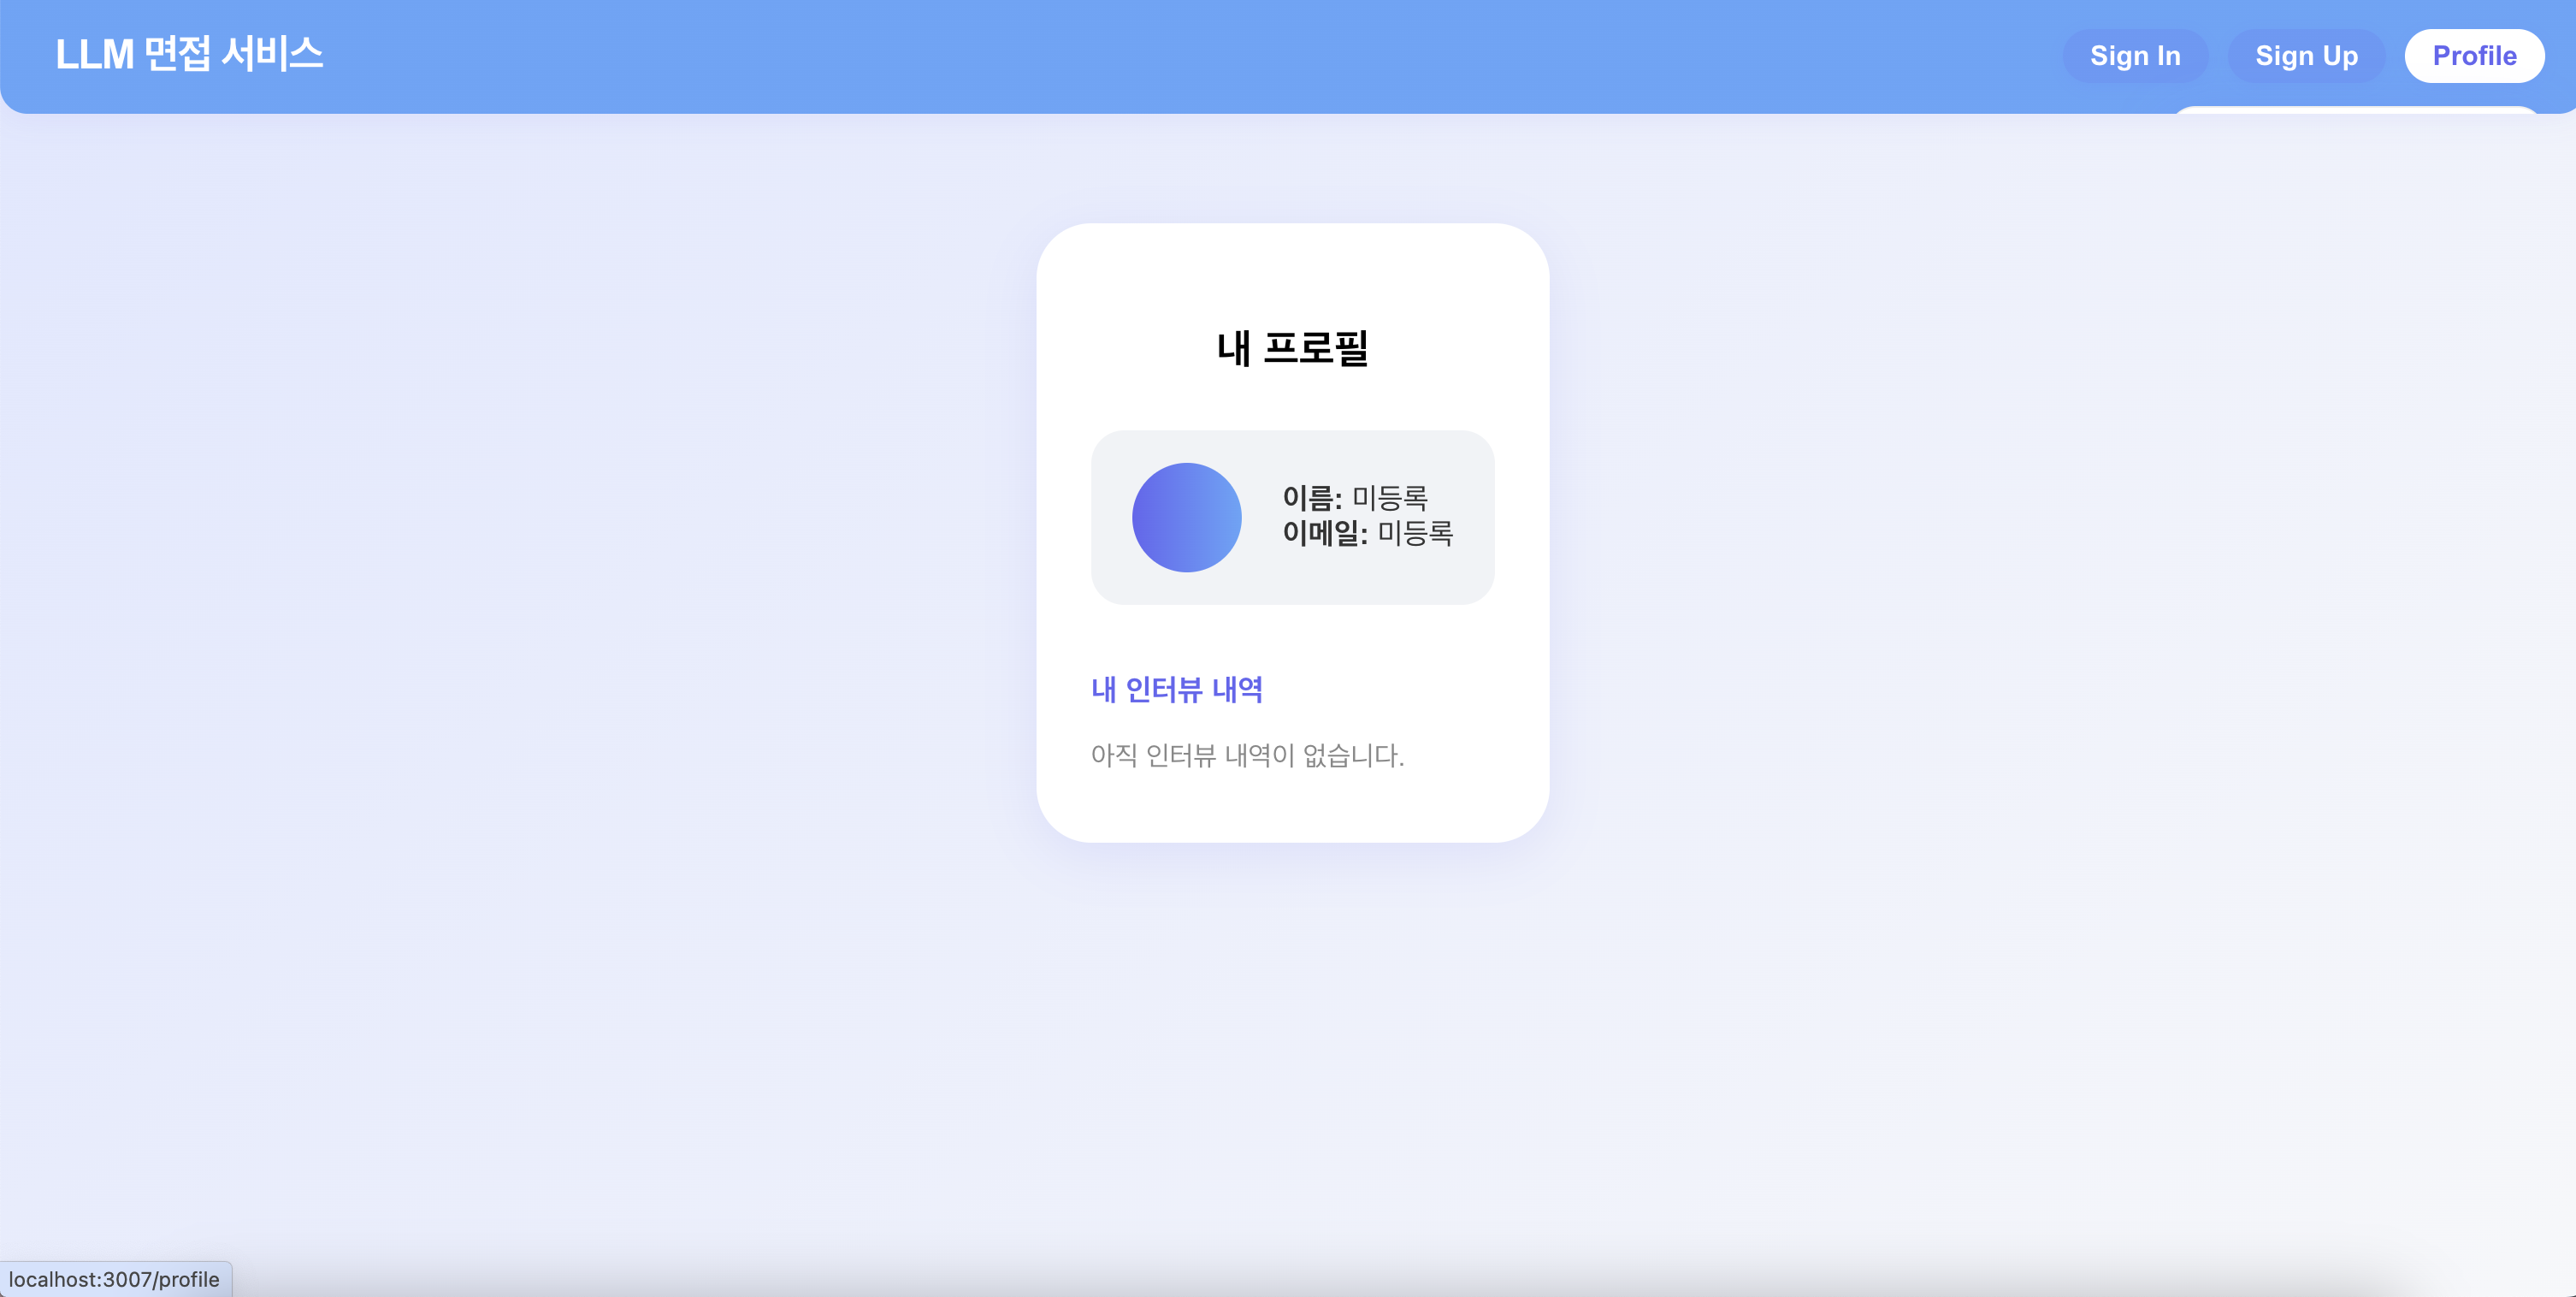 LLM 면접 서비스
Sign In
Sign Up
Profile
내 프로필
이름: 미등록
이메일: 미등록
내 인터뷰 내역
아직 인터뷰 내역이 없습니다.
localhost:3007/profile